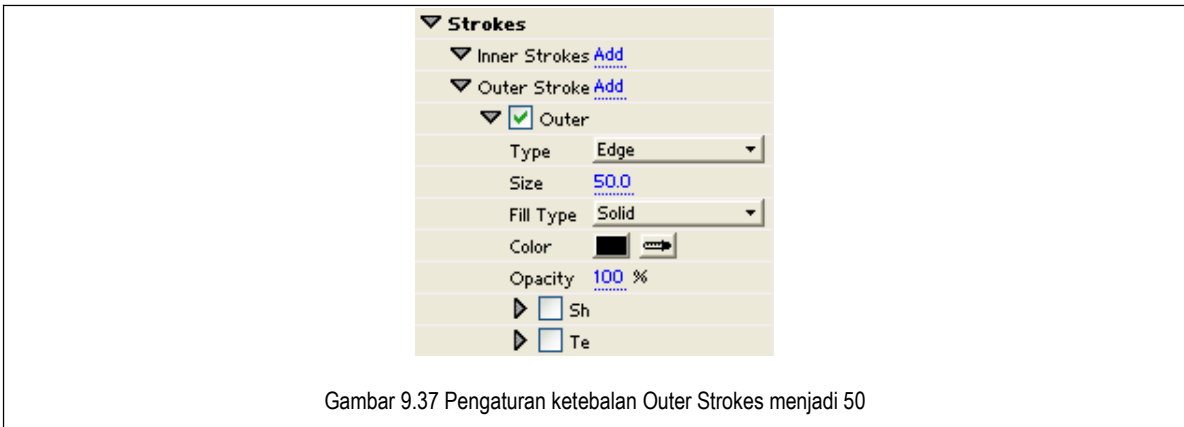 Strokes
Inner Strokes Add
Outer Stroke Add
Outer
Type Edge
Size 50.0
Fill Type Solid
Color
Opacity 100 %
Sh
Te
Gambar 9.37 Pengaturan ketebalan Outer Strokes menjadi 50